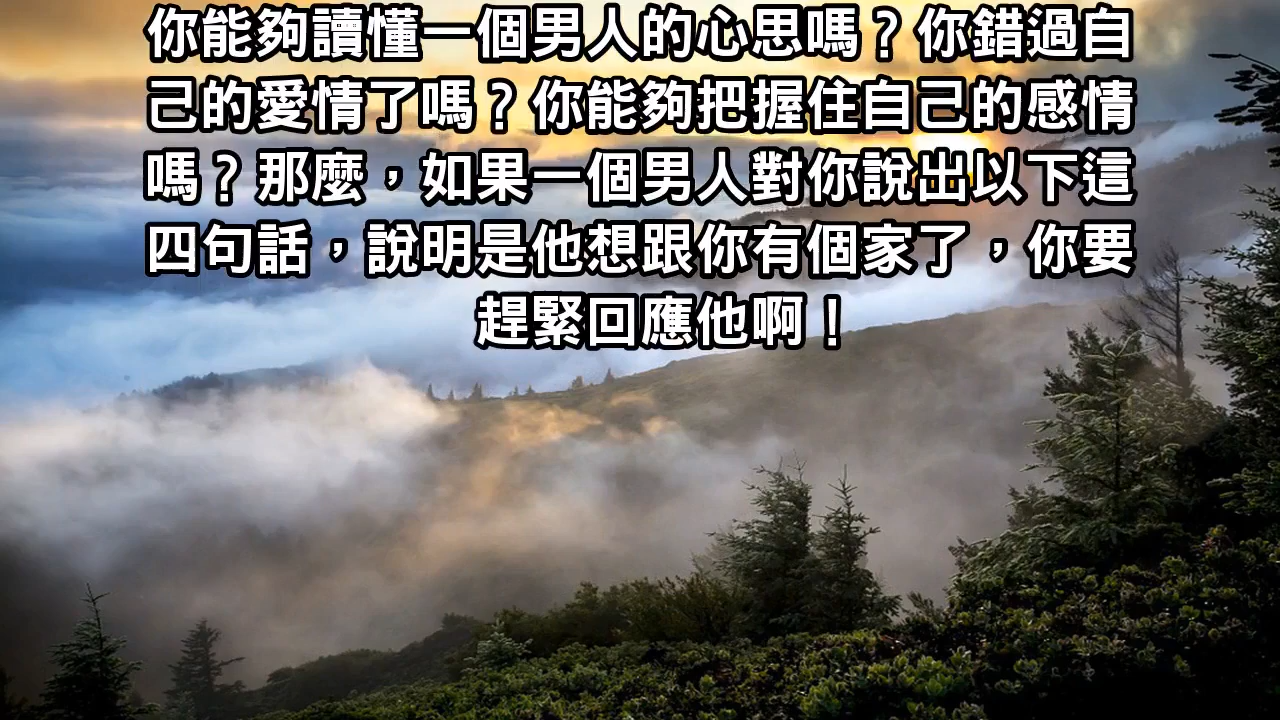 你能夠讀懂一個男人的心思嗎？你錯過自
己的愛情了嗎？你能夠把握住自己的感情
嗎？那麼，如果一個男人對你說出以下這
四句話，說明是他想跟你有個家了，你要
趕緊回應他啊！